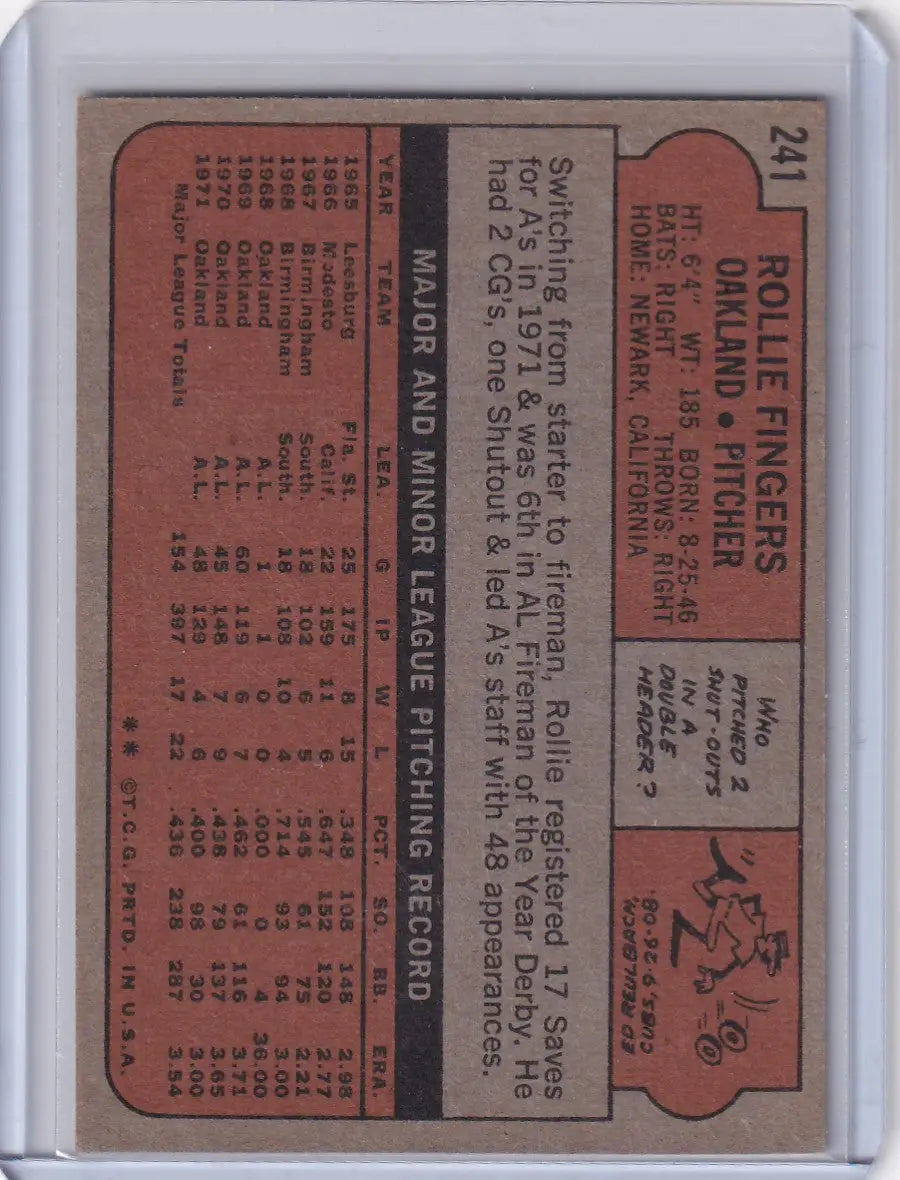 241
ROLLIE FINGERS
OAKLAND • PITCHER
HT: 6'4" WT: 185 BORN: 8-25-46
BATS: RIGHT THROWS: RIGHT
HOME: NEWARK, CALIFORNIA
WHO
PITCHED 2
SHUT-OUTS
IN A
DOUBLE
HEADER?
ED REULBACH,
CUBS, 9-26-08.
Switching from starter to fireman, Rollie registered 17 Saves
for A's in 1971 & was 6th in AL Fireman of the Year Derby. He
had 2 CG's, one Shutout & led A's staff with 48 appearances.
MAJOR AND MINOR LEAGUE PITCHING RECORD
YEAR TEAM LEA. G IP W L PCT. SO. BB. ERA.
1965 Leesburg Fla. St. 25 175 8 15 .348 108 148 2.98
1966 Modesto Calif. 22 159 11 6 .647 152 120 2.77
1967 Birmingham South. 18 102 6 5 .545 61 75 2.21
1968 Birmingham South. 18 108 10 4 .714 93 94 3.00
1968 Oakland A.L. 1 1 0 0 .000 0 4 36.00
1969 Oakland A.L. 60 119 6 7 .462 61 116 3.71
1970 Oakland A.L. 45 148 7 9 .438 79 137 3.65
1971 Oakland A.L. 48 129 4 6 .400 98 30 3.00
Major League Totals 154 397 17 22 .436 238 287 3.54
** ©T.C.G. PRTD. IN U.S.A.